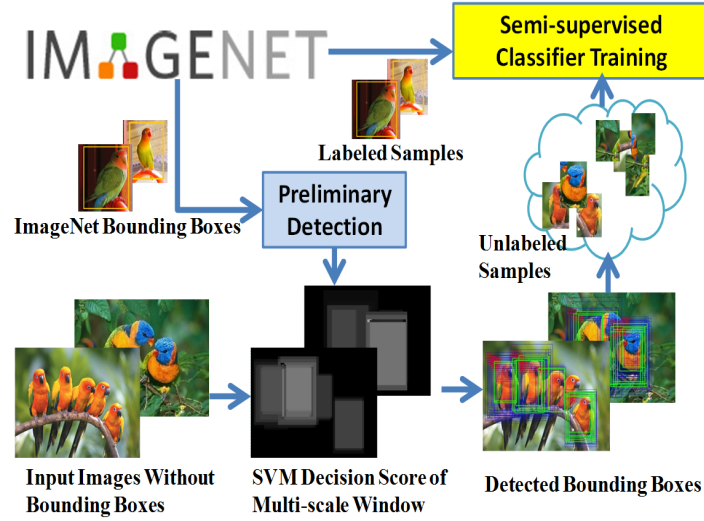 IMAGENET
Semi-supervised
Classifier Training
Labeled Samples
Preliminary
Detection
ImageNet Bounding Boxes
Unlabeled
Samples
Input Images Without
Bounding Boxes
SVM Decision Score of
Multi-scale Window
Detected Bounding Boxes